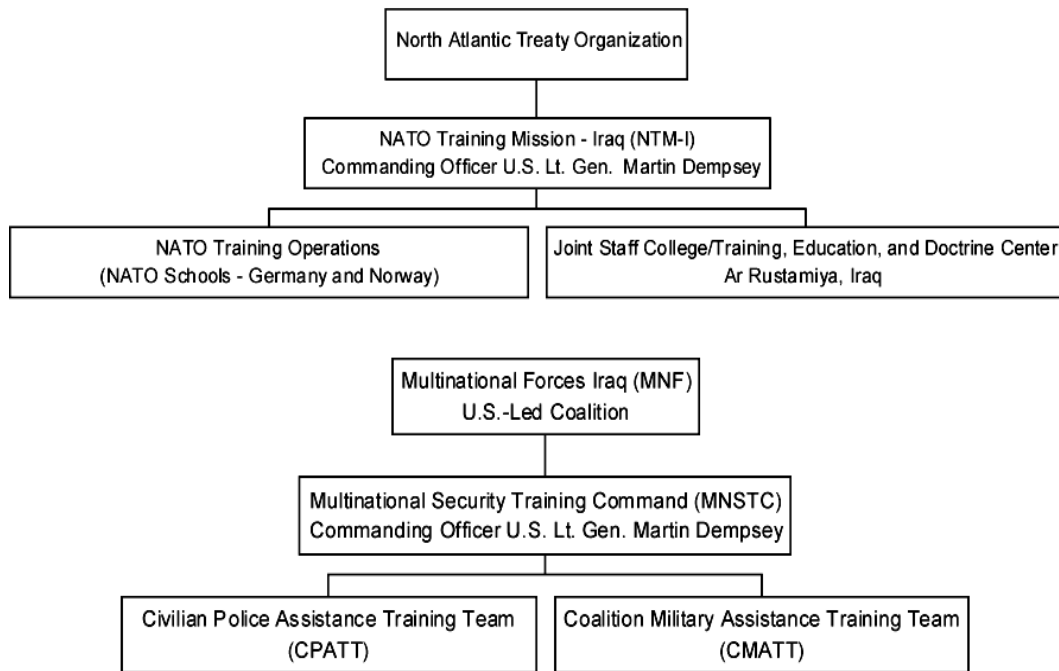 North Atlantic Treaty Organization
NATO Training Mission - Iraq (NTM-I)
Commanding Officer U.S. Lt. Gen. Martin Dempsey
NATO Training Operations
(NATO Schools - Germany and Norway)
Joint Staff College/Training, Education, and Doctrine Center
Ar Rustamiya, Iraq
Multinational Forces Iraq (MNF)
U.S.-Led Coalition
Multinational Security Training Command (MNSTC)
Commanding Officer U.S. Lt. Gen. Martin Dempsey
Civilian Police Assistance Training Team
(CPATT)
Coalition Military Assistance Training Team
(CMATT)